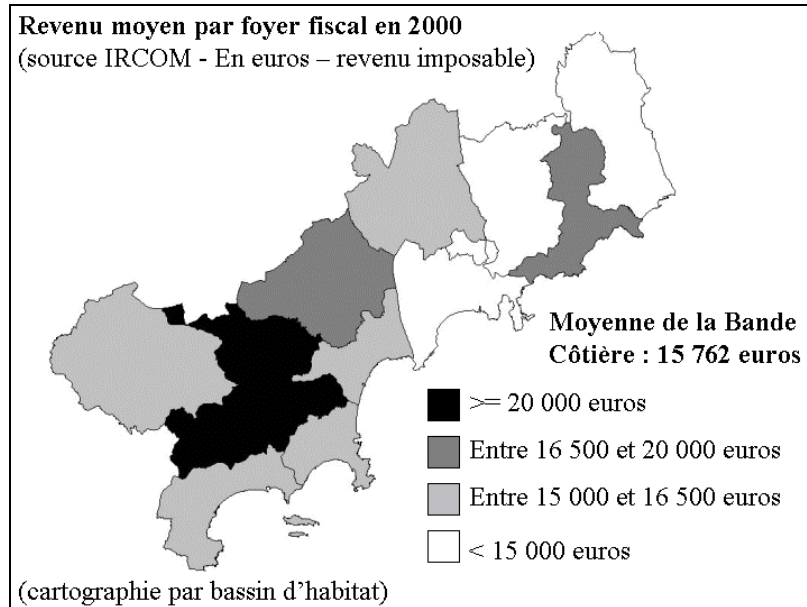 Revenu moyen par foyer fiscal en 2000
(source IRCOM - En euros – revenu imposable)
Moyenne de la Bande
Côtière : 15 762 euros
>= 20 000 euros
Entre 16 500 et 20 000 euros
Entre 15 000 et 16 500 euros
< 15 000 euros
(cartographie par bassin d’habitat)